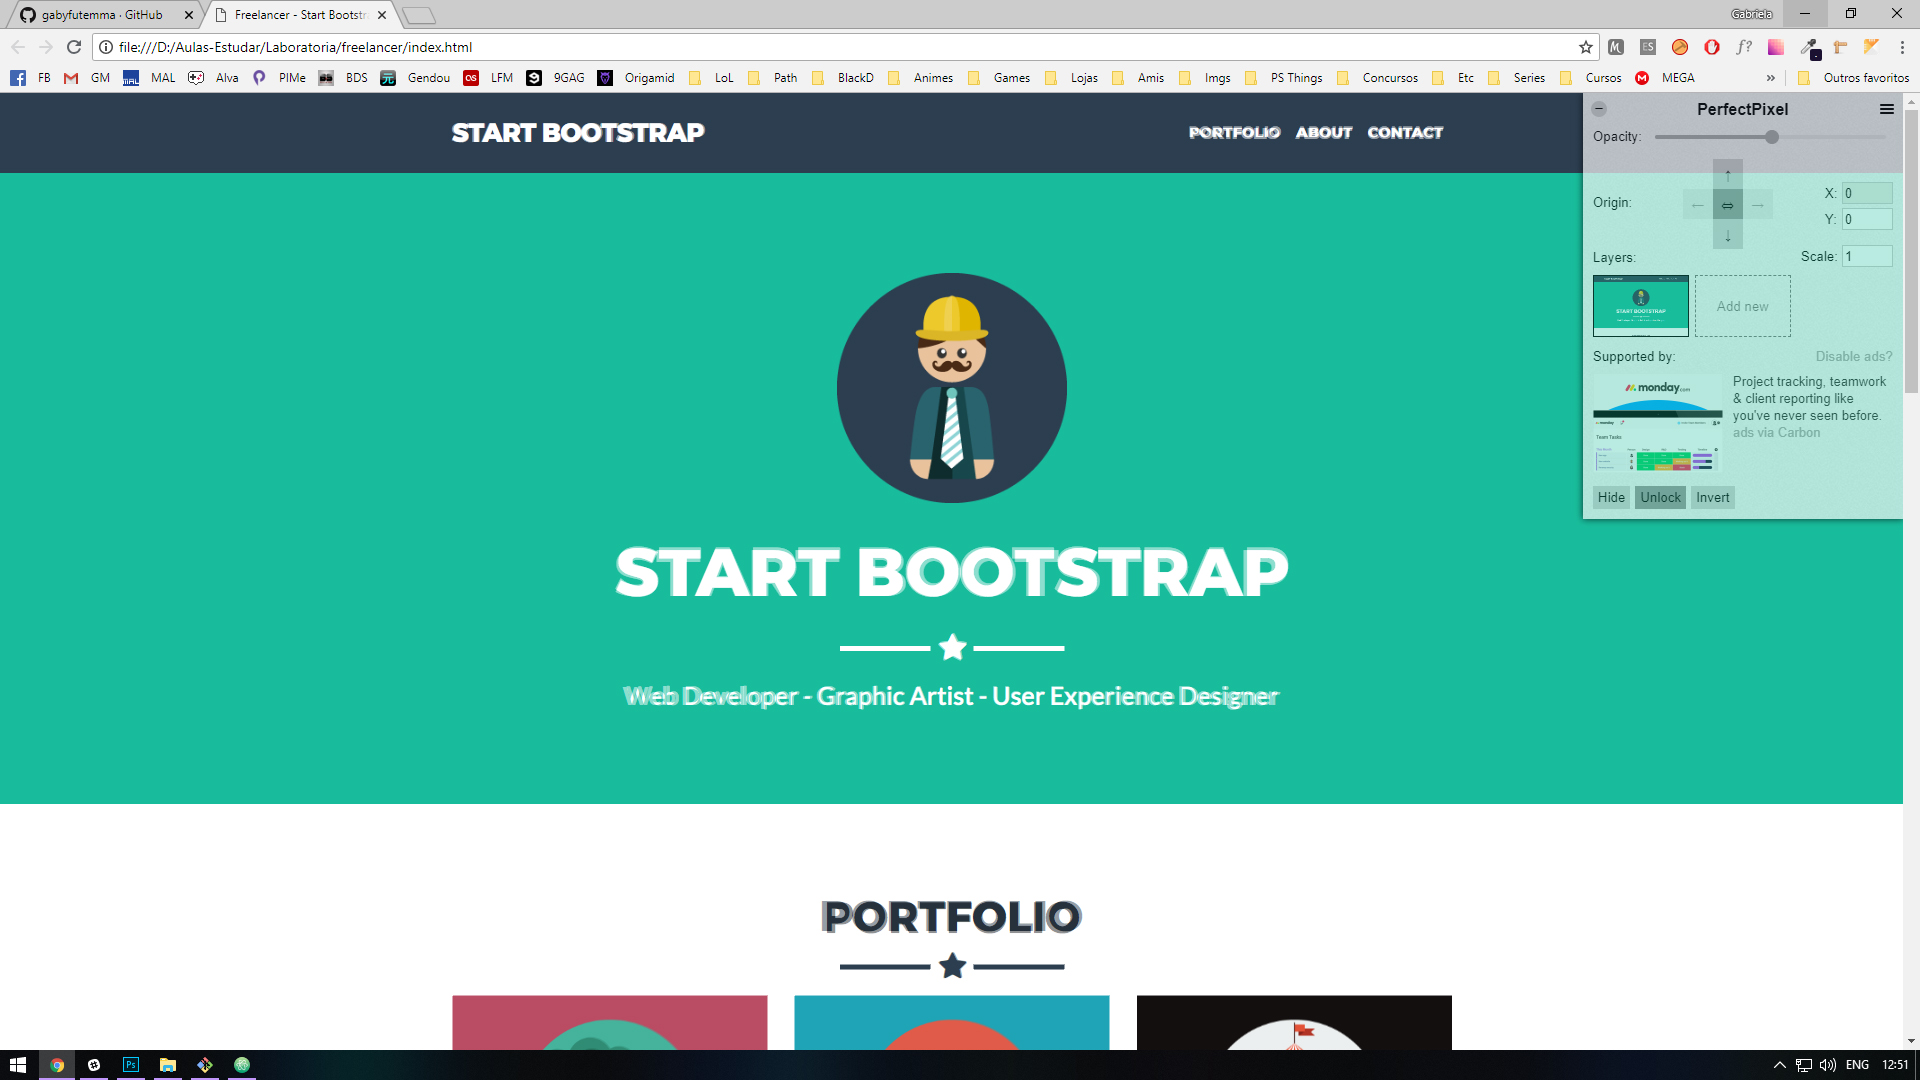 gabyfutemma · GitHub
Freelancer - Start Bootstr
Gabriela
file:///D:/Aulas-Estudar/Laboratoria/freelancer/index.html
FB GM MAL Alva PIMe BDS Gendou LFM 9GAG Origamid LoL Path BlackD Animes Games Lojas Amis Imgs PS Things Concursos Etc Series Cursos MEGA » Outros favoritos
START BOOTSTRAP
PORTFOLIO ABOUT CONTACT
PerfectPixel
Opacity:
Origin:
X: 0
Y: 0
Layers:
Scale: 1
Add new
Supported by:
Disable ads?
monday.com
Project tracking, teamwork
& client reporting like
you've never seen before.
ads via Carbon
Team Tasks
Hide Unlock Invert
START BOOTSTRAP
Web Developer - Graphic Artist - User Experience Designer
PORTFOLIO
Ps
ENG 12:51